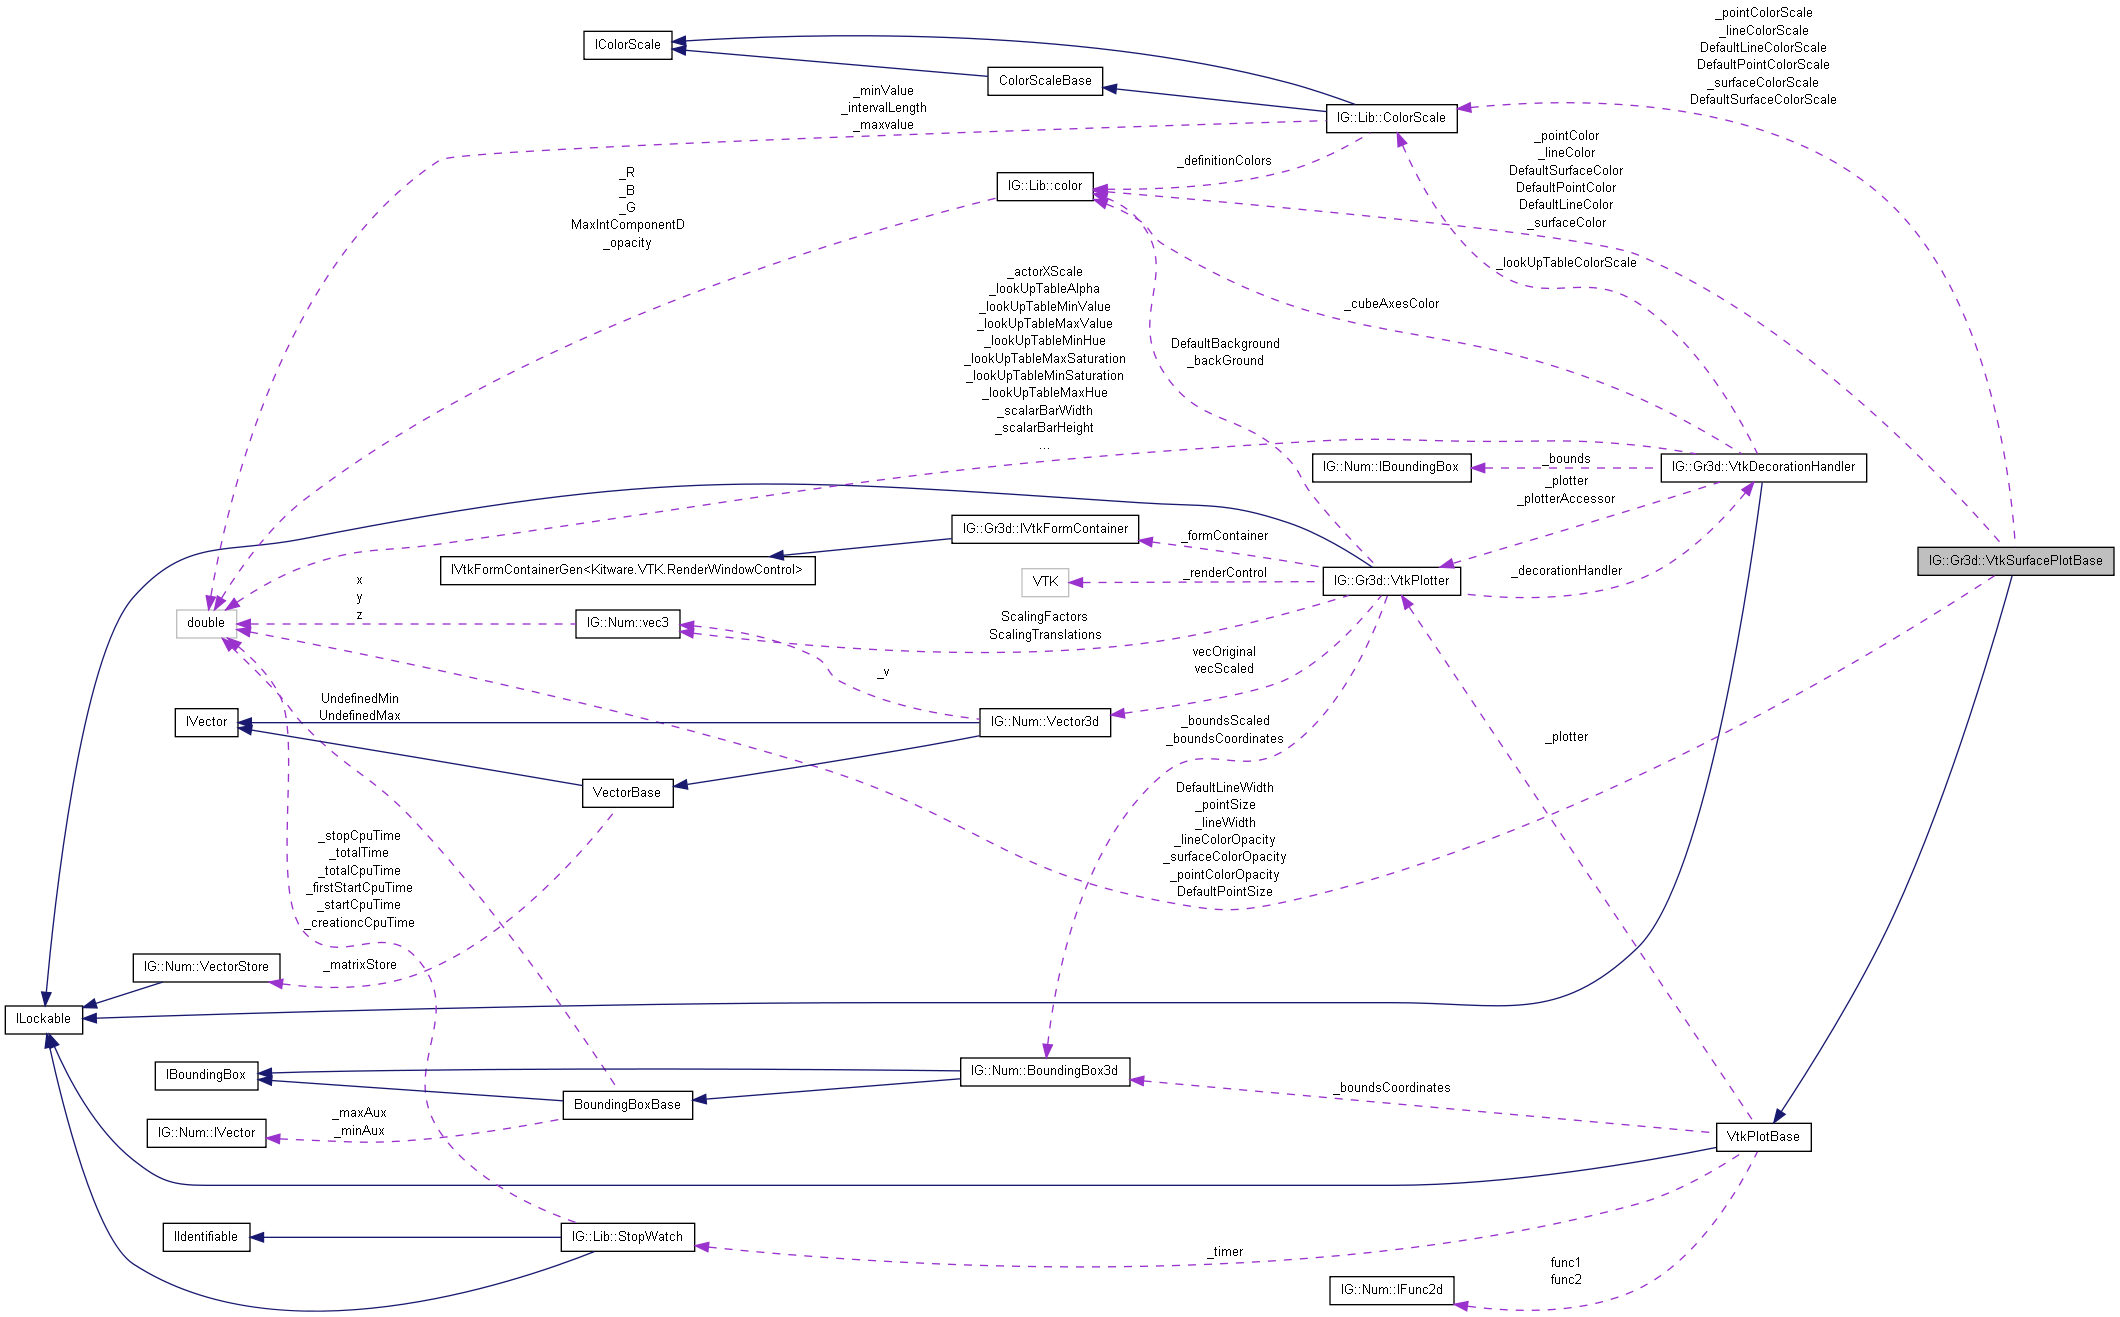 _pointColorScale
_lineColorScale
DefaultLineColorScale
DefaultPointColorScale
_surfaceColorScale
DefaultSurfaceColorScale
IColorScale
ColorScaleBase
_minValue
_intervalLength
_maxvalue
IG::Lib::ColorScale
_pointColor
_lineColor
DefaultSurfaceColor
DefaultPointColor
DefaultLineColor
_surfaceColor
_definitionColors
_R
_B
_G
MaxIntComponentD
_opacity
IG::Lib::color
_lookUpTableColorScale
_actorXScale
_lookUpTableAlpha
_lookUpTableMinValue
_lookUpTableMaxValue
_lookUpTableMinHue
_lookUpTableMaxSaturation
_lookUpTableMinSaturation
_lookUpTableMaxHue
_scalarBarWidth
_scalarBarHeight
...
_cubeAxesColor
DefaultBackground
_backGround
IG::Num::IBoundingBox
_bounds
IG::Gr3d::VtkDecorationHandler
_plotter
_plotterAccessor
IG::Gr3d::IVtkFormContainer
_formContainer
IVtkFormContainerGen<Kitware.VTK.RenderWindowControl>
VTK
_renderControl
IG::Gr3d::VtkPlotter
_decorationHandler
IG::Gr3d::VtkSurfacePlotBase
x
y
z
double
IG::Num::vec3
ScalingFactors
ScalingTranslations
vecOriginal
vecScaled
_v
UndefinedMin
UndefinedMax
IVector
IG::Num::Vector3d
_boundsScaled
_boundsCoordinates
_plotter
VectorBase
DefaultLineWidth
_pointSize
_lineWidth
_lineColorOpacity
_surfaceColorOpacity
_pointColorOpacity
DefaultPointSize
_stopCpuTime
_totalTime
_totalCpuTime
_firstStartCpuTime
_startCpuTime
_creationcCpuTime
IG::Num::VectorStore
_matrixStore
ILockable
IBoundingBox
IG::Num::BoundingBox3d
BoundingBoxBase
_boundsCoordinates
_maxAux
_minAux
IG::Num::IVector
VtkPlotBase
IIdentifiable
IG::Lib::StopWatch
_timer
func1
func2
IG::Num::IFunc2d